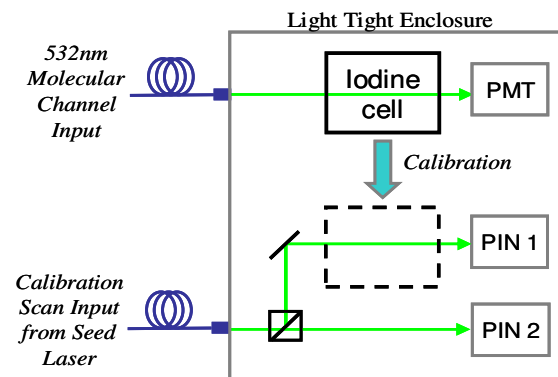 Light Tight Enclosure
532nm
Molecular
Channel
Input
Iodine
cell
PMT
Calibration
PIN 1
Calibration
Scan Input
from Seed
Laser
PIN 2